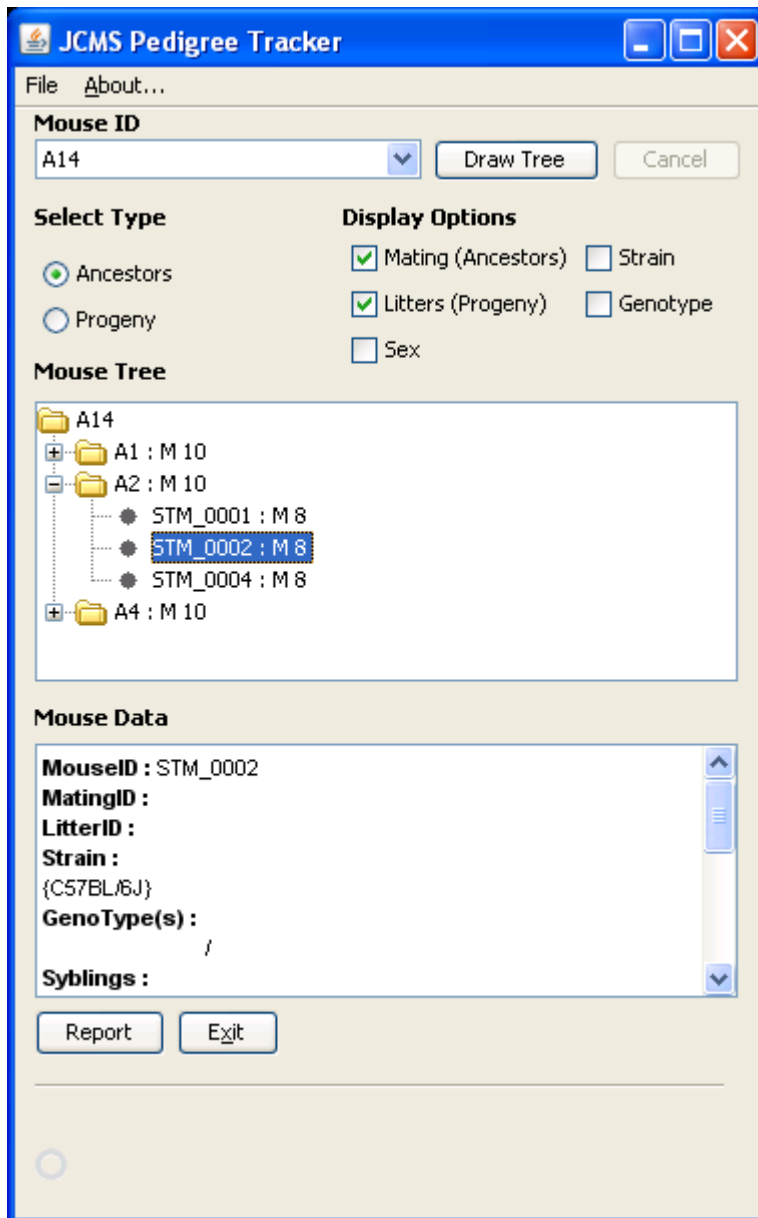 JCMS Pedigree Tracker
File About...
Mouse ID
A14 Draw Tree Cancel
Select Type Display Options
Mating (Ancestors) Strain
Ancestors
Litters (Progeny) Genotype
Progeny
Sex
Mouse Tree
A14
A1 : M 10
A2 : M 10
STM_0001 : M 8
STM_0002 : M 8
STM_0004 : M 8
A4 : M 10
Mouse Data
MouseID : STM_0002
MatingID :
LitterID :
Strain :
{C57BL/6J}
GenoType(s) :
/
Syblings :
Report Exit